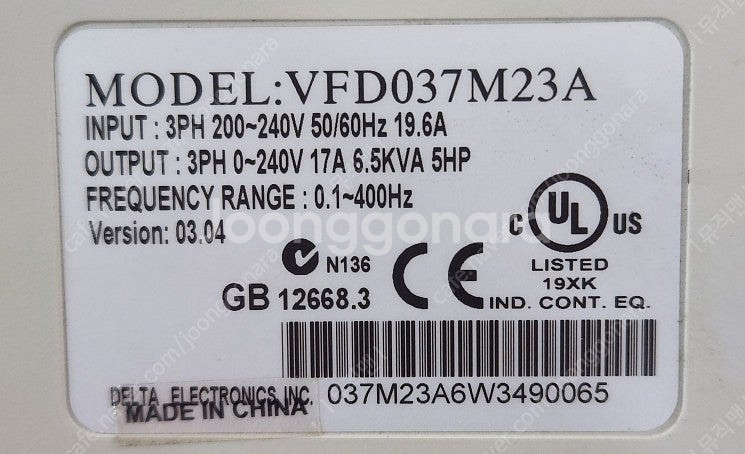 MODEL:VFD037M23A
INPUT : 3PH 200~240V 50/60Hz 19.6A
OUTPUT : 3PH 0~240V 17A 6.5KVA 5HP
FREQUENCY RANGE : 0.1~400Hz
Version: 03.04
joonggonara
C UL US
LISTED
19XK
IND. CONT. EQ.
N136
CE
GB 12668.3
DELTA ELECTRONICS, INC.
MADE IN CHINA
037M23A6W3490065